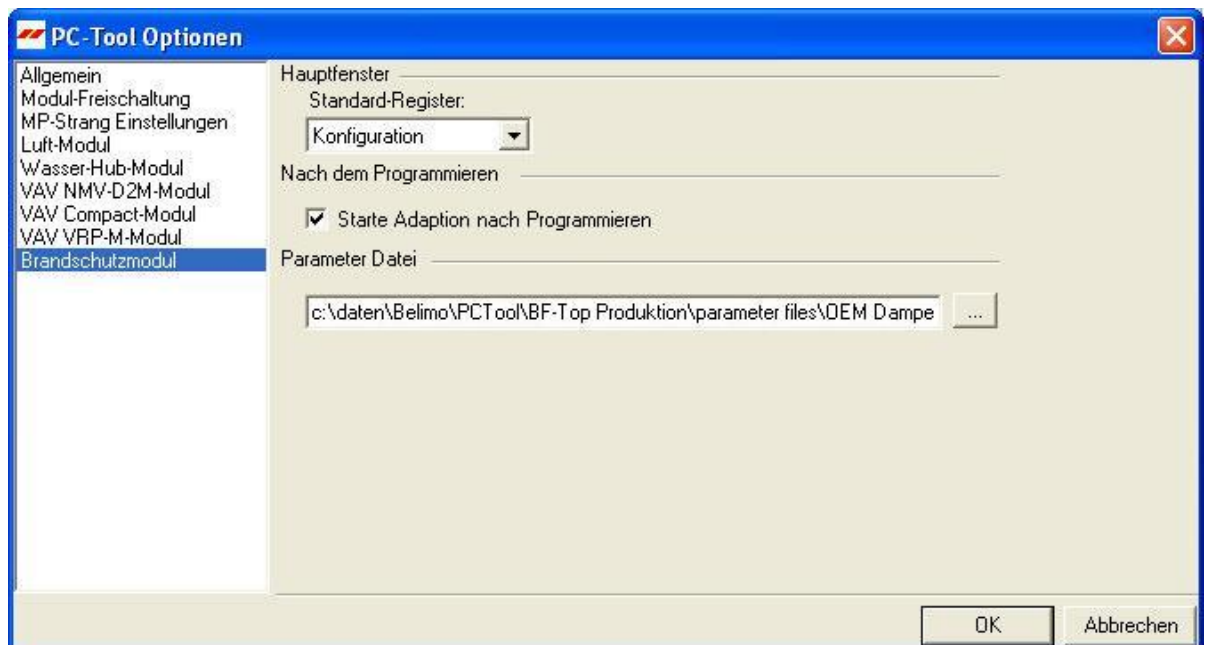 PC-Tool Optionen
Allgemein
Modul-Freischaltung
MP-Strang Einstellungen
Luft-Modul
Wasser-Hub-Modul
VAV NMV-D2M-Modul
VAV Compact-Modul
VAV VRP-M-Modul
Brandschutzmodul
Hauptfenster
Standard-Register:
Konfiguration
Nach dem Programmieren
Starte Adaption nach Programmieren
Parameter Datei
c:\daten\Belimo\PCTool\BF-Top Produktion\parameter files\OEM Dampe
...
OK
Abbrechen